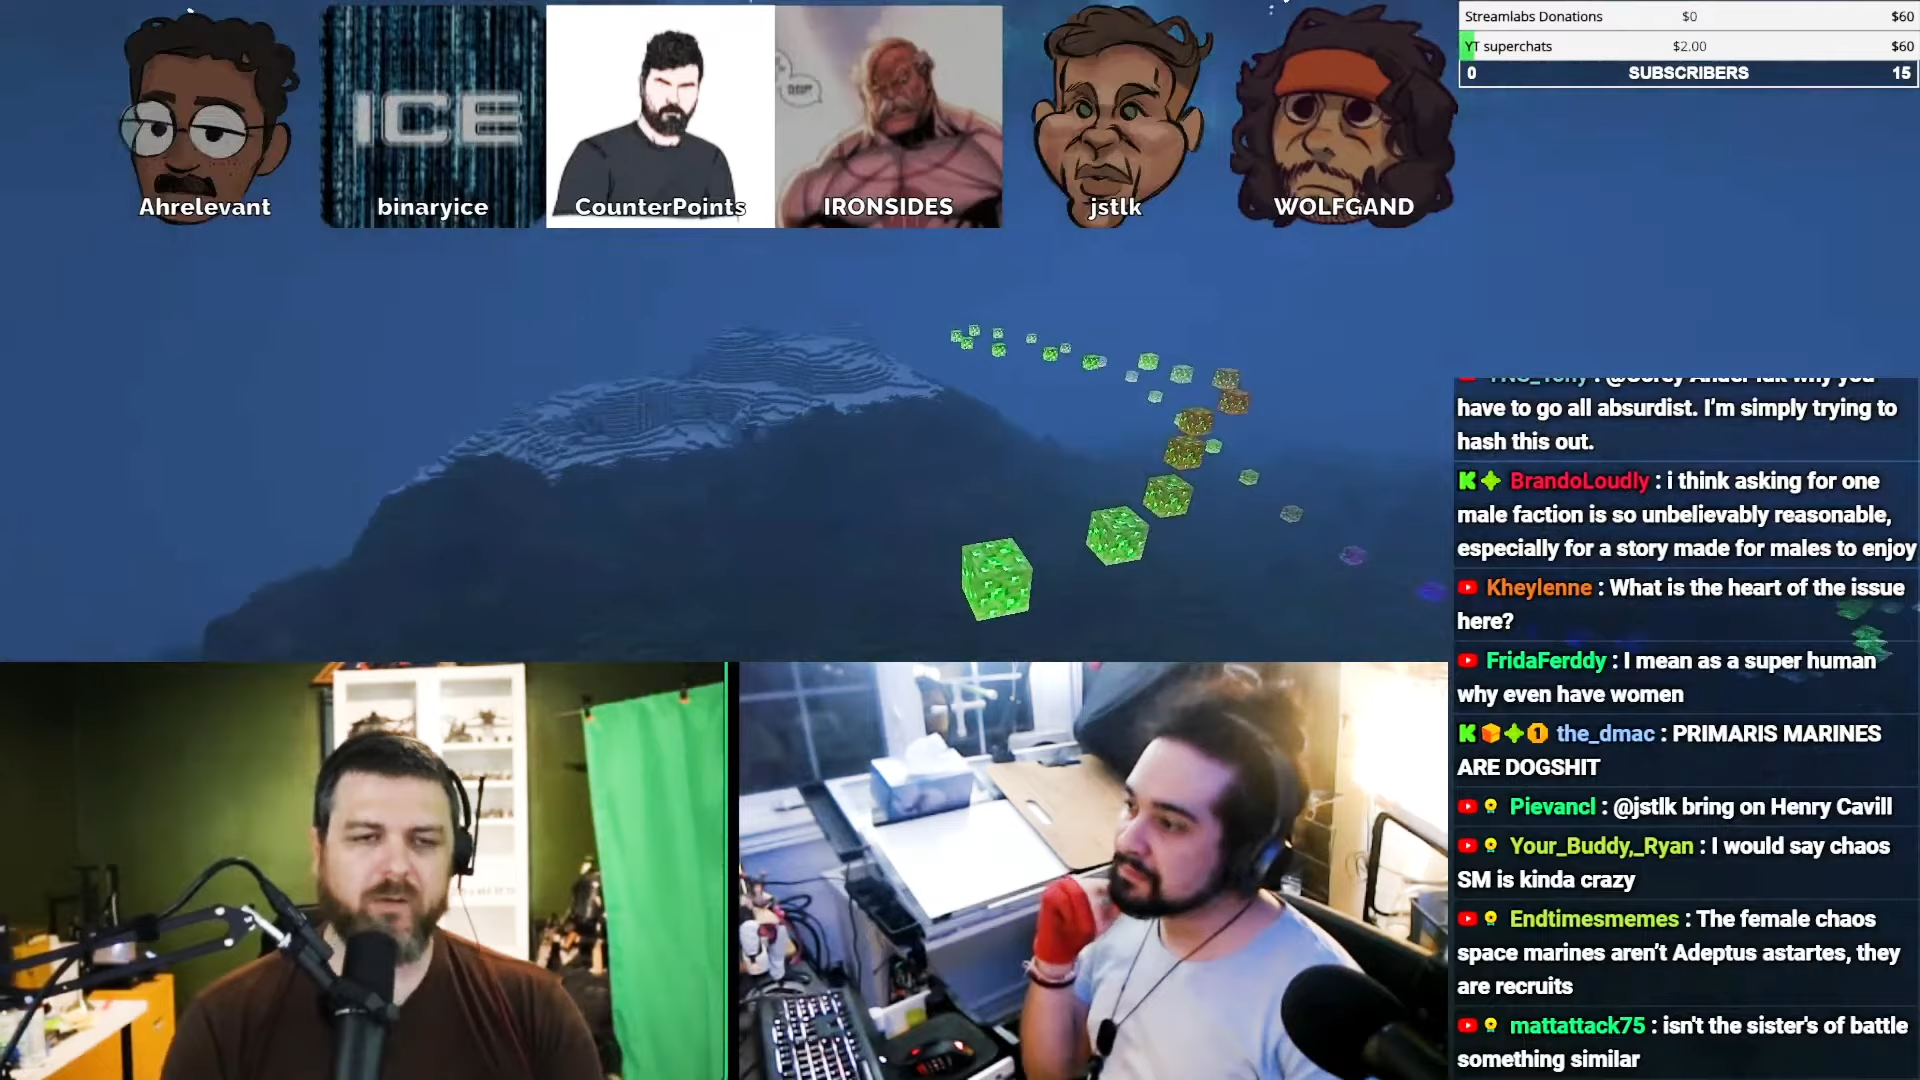 Streamlabs Donations $0 $60
YT superchats $2.00 $60
0 SUBSCRIBERS 15
ICE
Ahrelevant binaryice CounterPoints IRONSIDES jstlk WOLFGAND
have to go all absurdist. I'm simply trying to
hash this out.
BrandoLoudly : i think asking for one
male faction is so unbelievably reasonable,
especially for a story made for males to enjoy
Kheylenne : What is the heart of the issue
here?
FridaFerddy : I mean as a super human
why even have women
the_dmac : PRIMARIS MARINES
ARE DOGSHIT
Pievancl : @jstlk bring on Henry Cavill
Your_Buddy,_Ryan : I would say chaos
SM is kinda crazy
Endtimesmemes : The female chaos
space marines aren't Adeptus astartes, they
are recruits
mattattack75 : isn't the sister's of battle
something similar